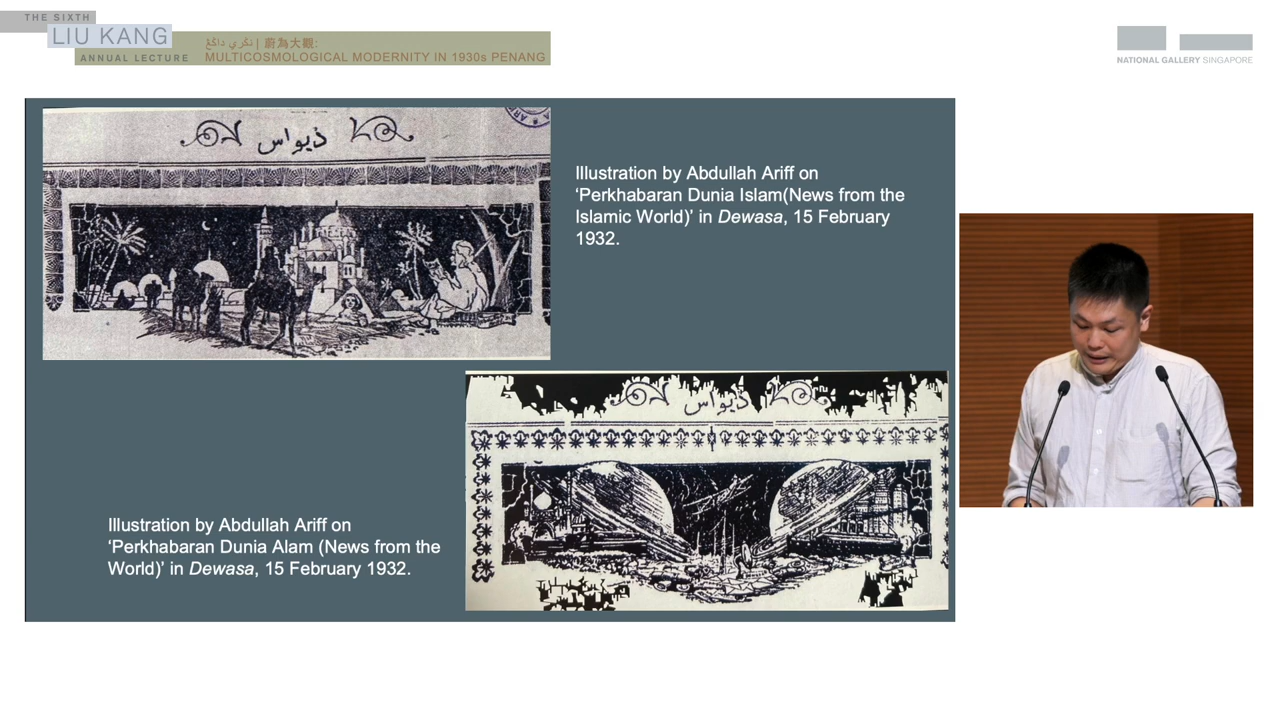 THE SIXTH
LIU KANG
ANNUAL LECTURE
نݢري داݢڠ | 蔚為大觀:
MULTICOSMOLOGICAL MODERNITY IN 1930s PENANG
NATIONAL GALLERY SINGAPORE
ديواس
Illustration by Abdullah Ariff on
‘Perkhabaran Dunia Islam(News from the
Islamic World)’ in Dewasa, 15 February
1932.
ديواس
Illustration by Abdullah Ariff on
‘Perkhabaran Dunia Alam (News from the
World)’ in Dewasa, 15 February 1932.